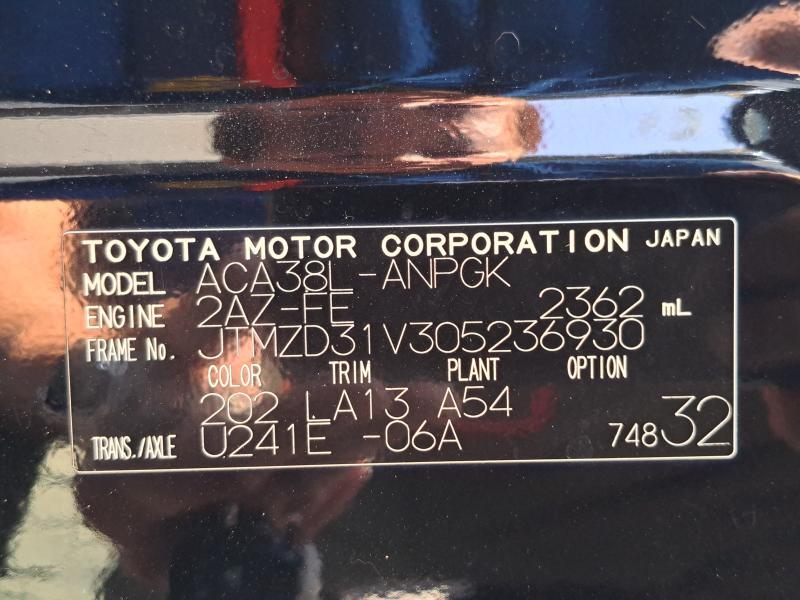 TOYOTA MOTOR CORPORATION JAPAN
MODEL ACA38L-ANPGK
ENGINE 2AZ-FE 2362 mL
FRAME No. JTMZD31V305236930
COLOR TRIM PLANT OPTION
202 LA13 A54
TRANS./AXLE U241E -06A 748 32